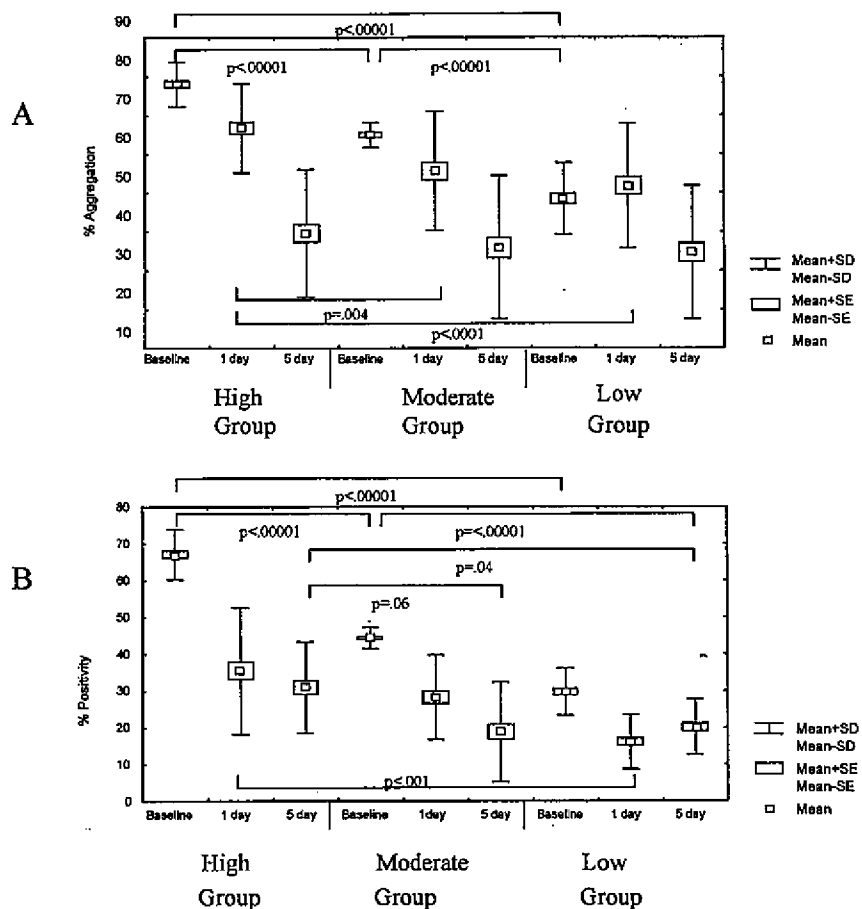 90
p<.00001
80
p<.00001
p<.00001
A
70
60
% Aggregation
50
40
30
Mean+SD
Mean-SD
20
Mean+SE
Mean-SE
p=.004
10
p<.0001
Mean
Baseline
1 day
5 day
Baseline
1 day
5 day
Baseline
1 day
5 day
High
Group
Moderate
Group
Low
Group
p<.00001
80
p<.00001
p=<.00001
70
B
p=.04
60
p=.06
50
40
% Positivity
30
20
Mean+SD
Mean-SD
10
Mean+SE
Mean-SE
p<.001
0
Mean
Baseline
1 day
5 day
Baseline
1day
5 day
Baseline
1 day
5 day
High
Group
Moderate
Group
Low
Group